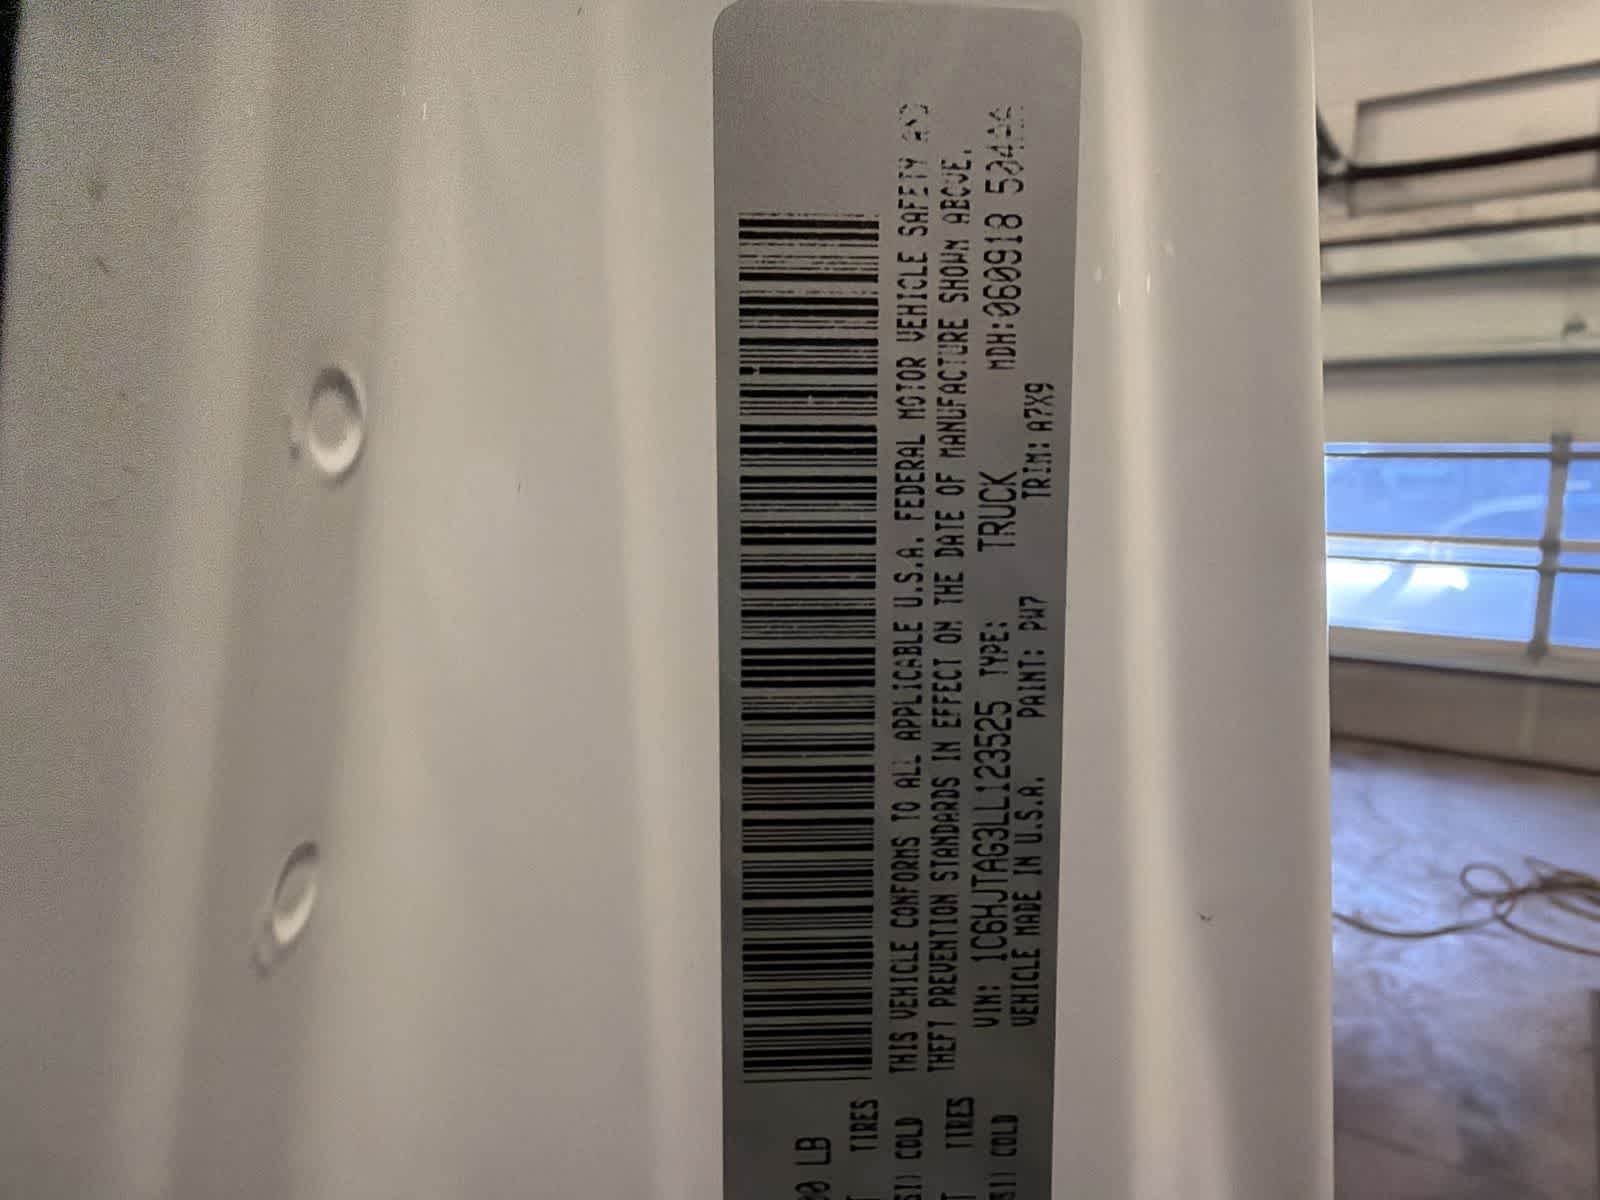 THIS VEHICLE CONFORMS TO ALL APPLICABLE U.S.A. FEDERAL MOTOR VEHICLE SAFETY AND
THEFT PREVENTION STANDARDS IN EFFECT ON THE DATE OF MANUFACTURE SHOWN ABOVE.
VIN: 1C6HJTAG3LL123525 TYPE: TRUCK MDH:060918
VEHICLE MADE IN U.S.A. PAINT: PW7 TRIM: A7X9
LB
TIRES
COLD
TIRES
COLD